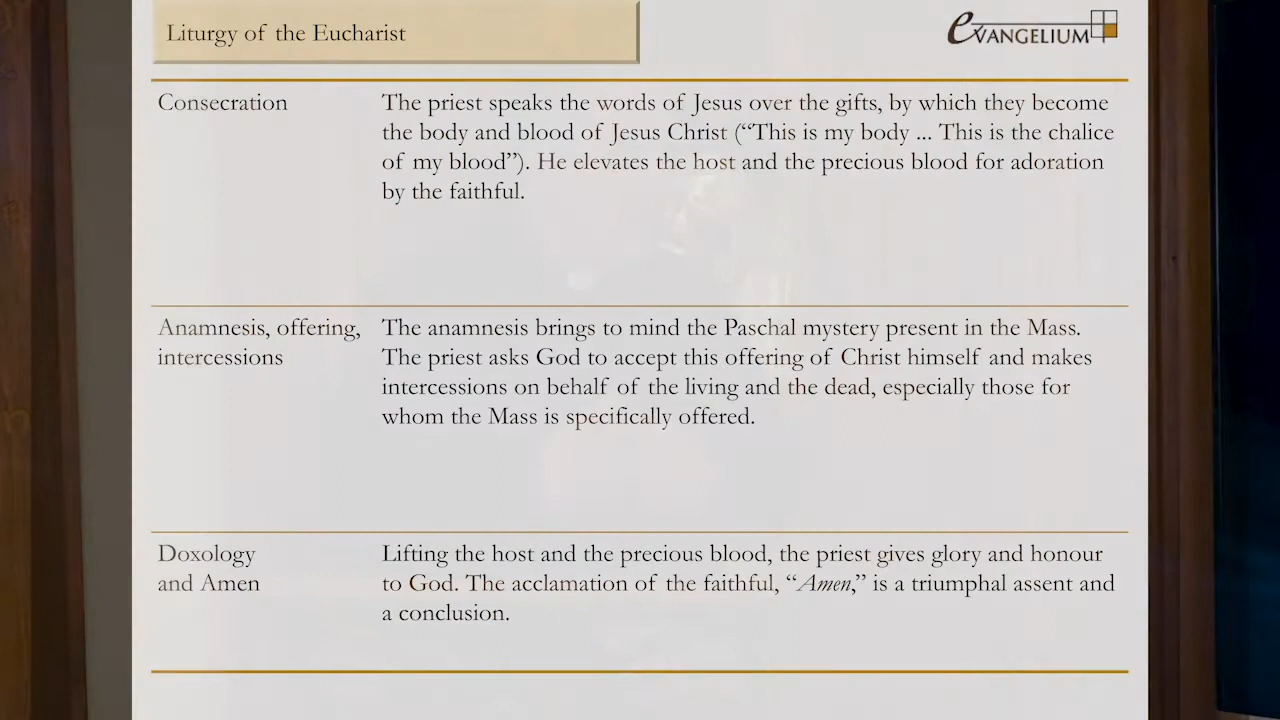 Liturgy of the Eucharist
EVANGELIUM
Consecration
The priest speaks the words of Jesus over the gifts, by which they become
the body and blood of Jesus Christ (“This is my body ... This is the chalice
of my blood”). He elevates the host and the precious blood for adoration
by the faithful.
Anamnesis, offering,
intercessions
The anamnesis brings to mind the Paschal mystery present in the Mass.
The priest asks God to accept this offering of Christ himself and makes
intercessions on behalf of the living and the dead, especially those for
whom the Mass is specifically offered.
Doxology
and Amen
Lifting the host and the precious blood, the priest gives glory and honour
to God. The acclamation of the faithful, “Amen,” is a triumphal assent and
a conclusion.